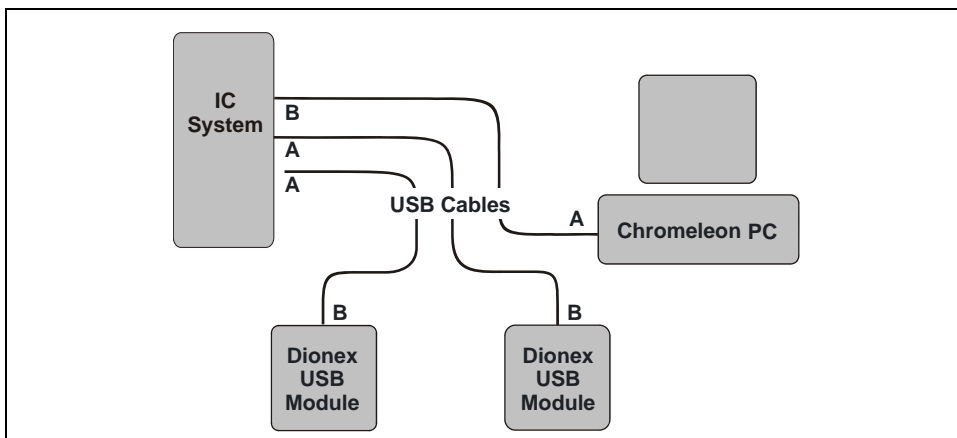 IC
System
B
A
A
USB Cables
A
Chromeleon PC
B
B
Dionex
USB
Module
Dionex
USB
Module